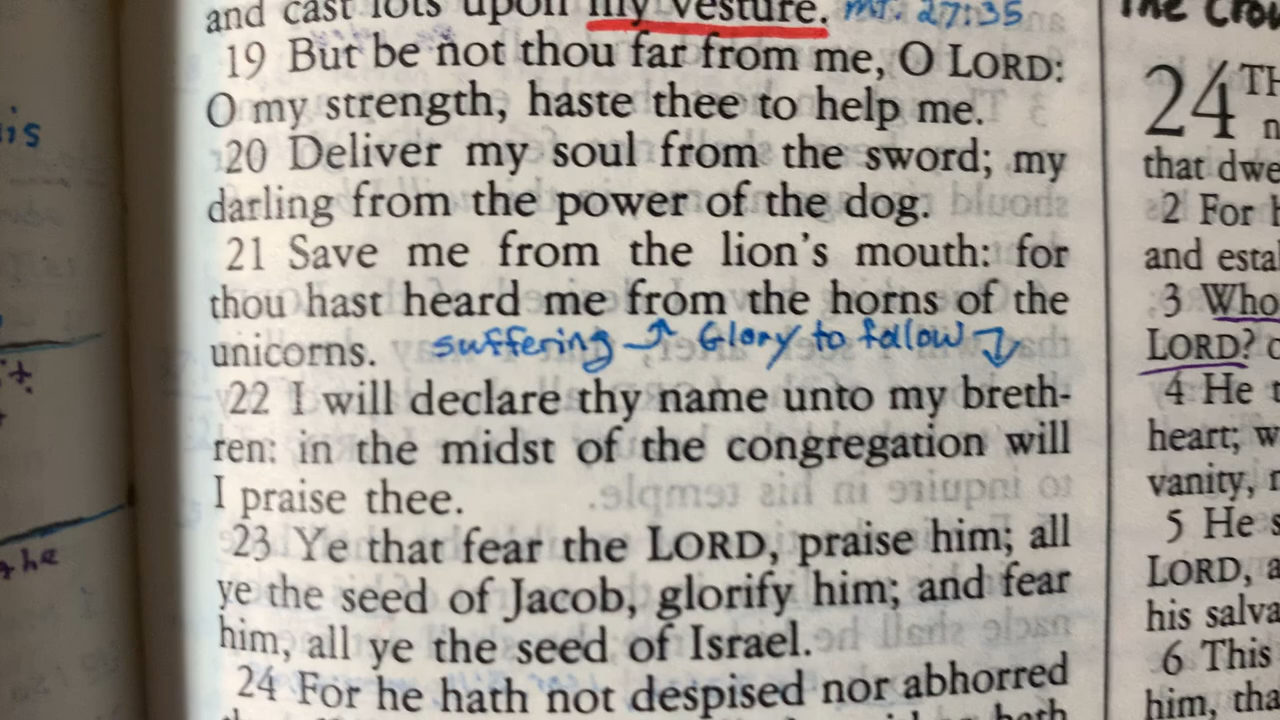 and cast lots upon my vesture. mt. 27:35
19 But be not thou far from me, O LORD:
O my strength, haste thee to help me.
20 Deliver my soul from the sword; my
darling from the power of the dog.
21 Save me from the lion's mouth: for
thou hast heard me from the horns of the
unicorns. suffering ⤴ Glory to follow ⤵
22 I will declare thy name unto my breth-
ren: in the midst of the congregation will
I praise thee.
23 Ye that fear the LORD, praise him; all
ye the seed of Jacob, glorify him; and fear
him, all ye the seed of Israel.
24 For he hath not despised nor abhorred
hath
The Crow
24 TH
n
that dwe
2 For h
and estal
3 Who
LORD?
4 He
heart; w
vanity,
5 He s
LORD, a
his salva
6 This
him, tha
is
he